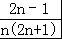 2n − 1
n(2n+1)